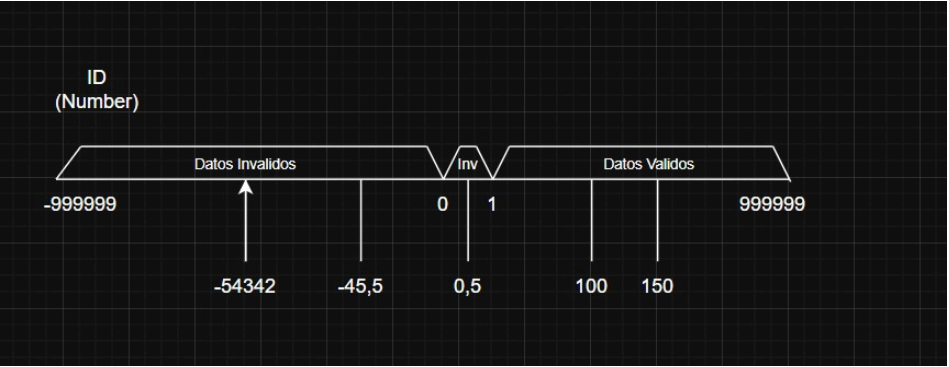 ID
(Number)
Datos Invalidos
Inv
Datos Validos
-999999
0
1
999999
-54342
-45,5
0,5
100
150